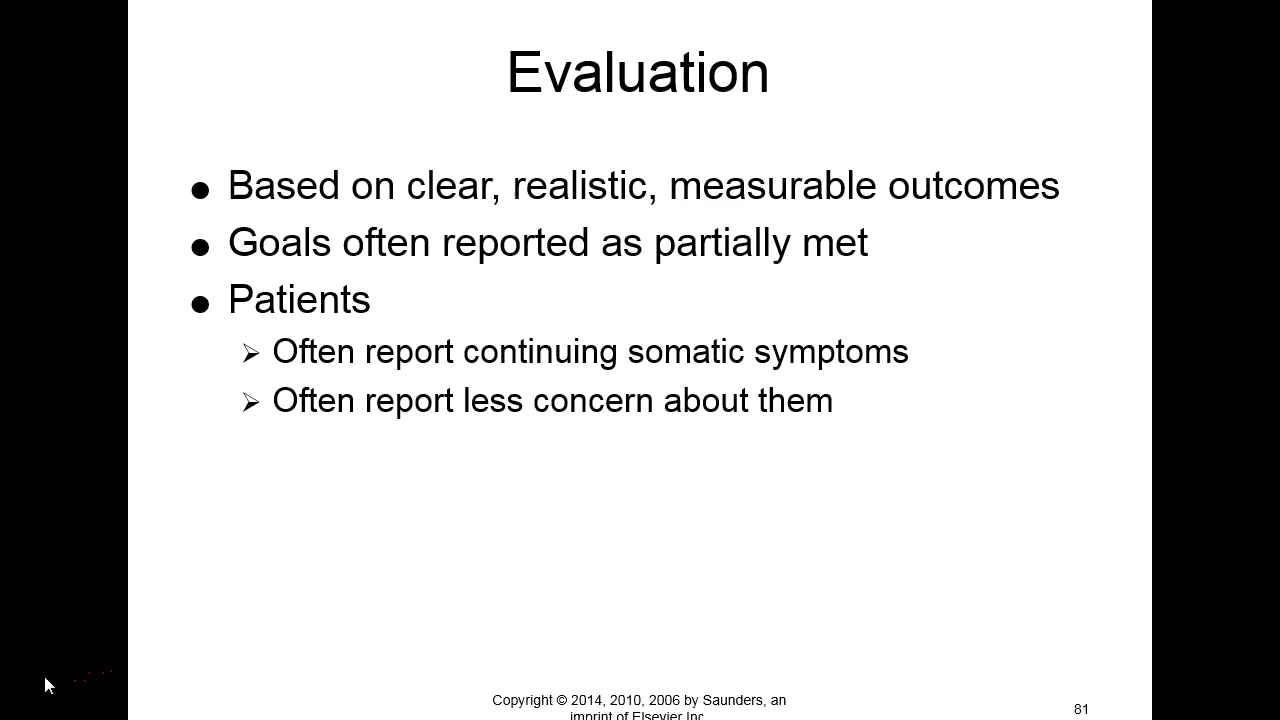 Evaluation
● Based on clear, realistic, measurable outcomes
● Goals often reported as partially met
● Patients
➢ Often report continuing somatic symptoms
➢ Often report less concern about them
Copyright © 2014, 2010, 2006 by Saunders, an
imprint of Elsevier Inc
81